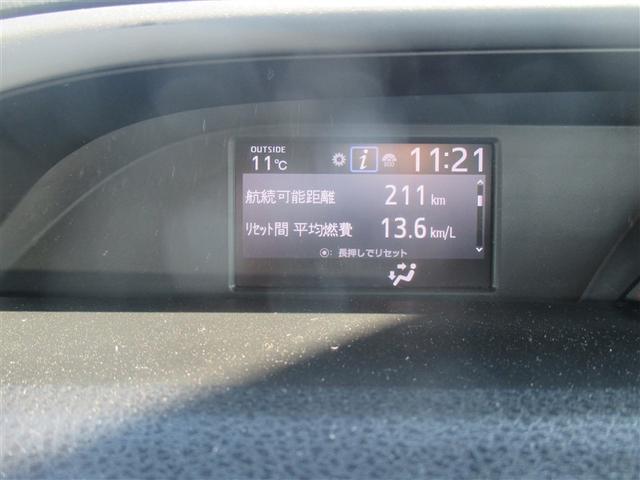 OUTSIDE
11℃ i ECO 11:21
航続可能距離 211 km
リセット間 平均燃費 13.6 km/L
⦿: 長押しでリセット